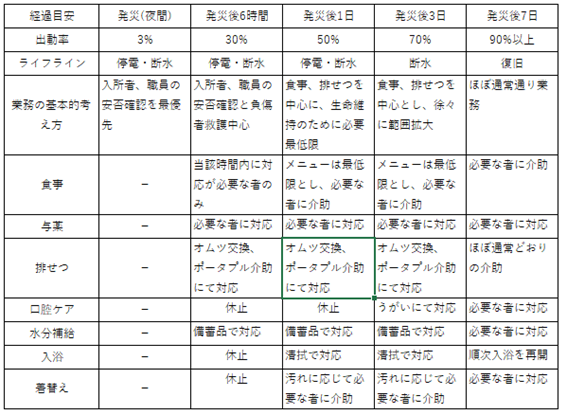 経過目安 発災(夜間) 発災後6時間 発災後1日 発災後3日 発災後7日
出勤率 3% 30% 50% 70% 90%以上
ライフライン 停電・断水 停電・断水 停電・断水 断水 復旧
業務の基本的考え方 入所者、職員の安否確認を最優先 入所者、職員の安否確認と負傷者救護中心 食事、排せつを中心に、生命維持のために必要最低限 食事、排せつを中心とし、徐々に範囲拡大 ほぼ通常通り業務
食事 － 当該時間内に対応が必要な者のみ メニューは最低限とし、必要な者に介助 メニューは最低限とし、必要な者に介助 必要な者に介助
与薬 － 必要な者に対応 必要な者に対応 必要な者に対応 必要な者に対応
排せつ － オムツ交換、ポータブル介助にて対応 オムツ交換、ポータブル介助にて対応 オムツ交換、ポータブル介助にて対応 ほぼ通常どおりの介助
口腔ケア － 休止 休止 うがいにて対応 必要な者に対応
水分補給 － 備蓄品で対応 備蓄品で対応 備蓄品で対応 必要な者に対応
入浴 － 休止 清拭で対応 清拭で対応 順次入浴を再開
着替え － 休止 汚れに応じて必要な者に介助 汚れに応じて必要な者に介助 必要な者に対応